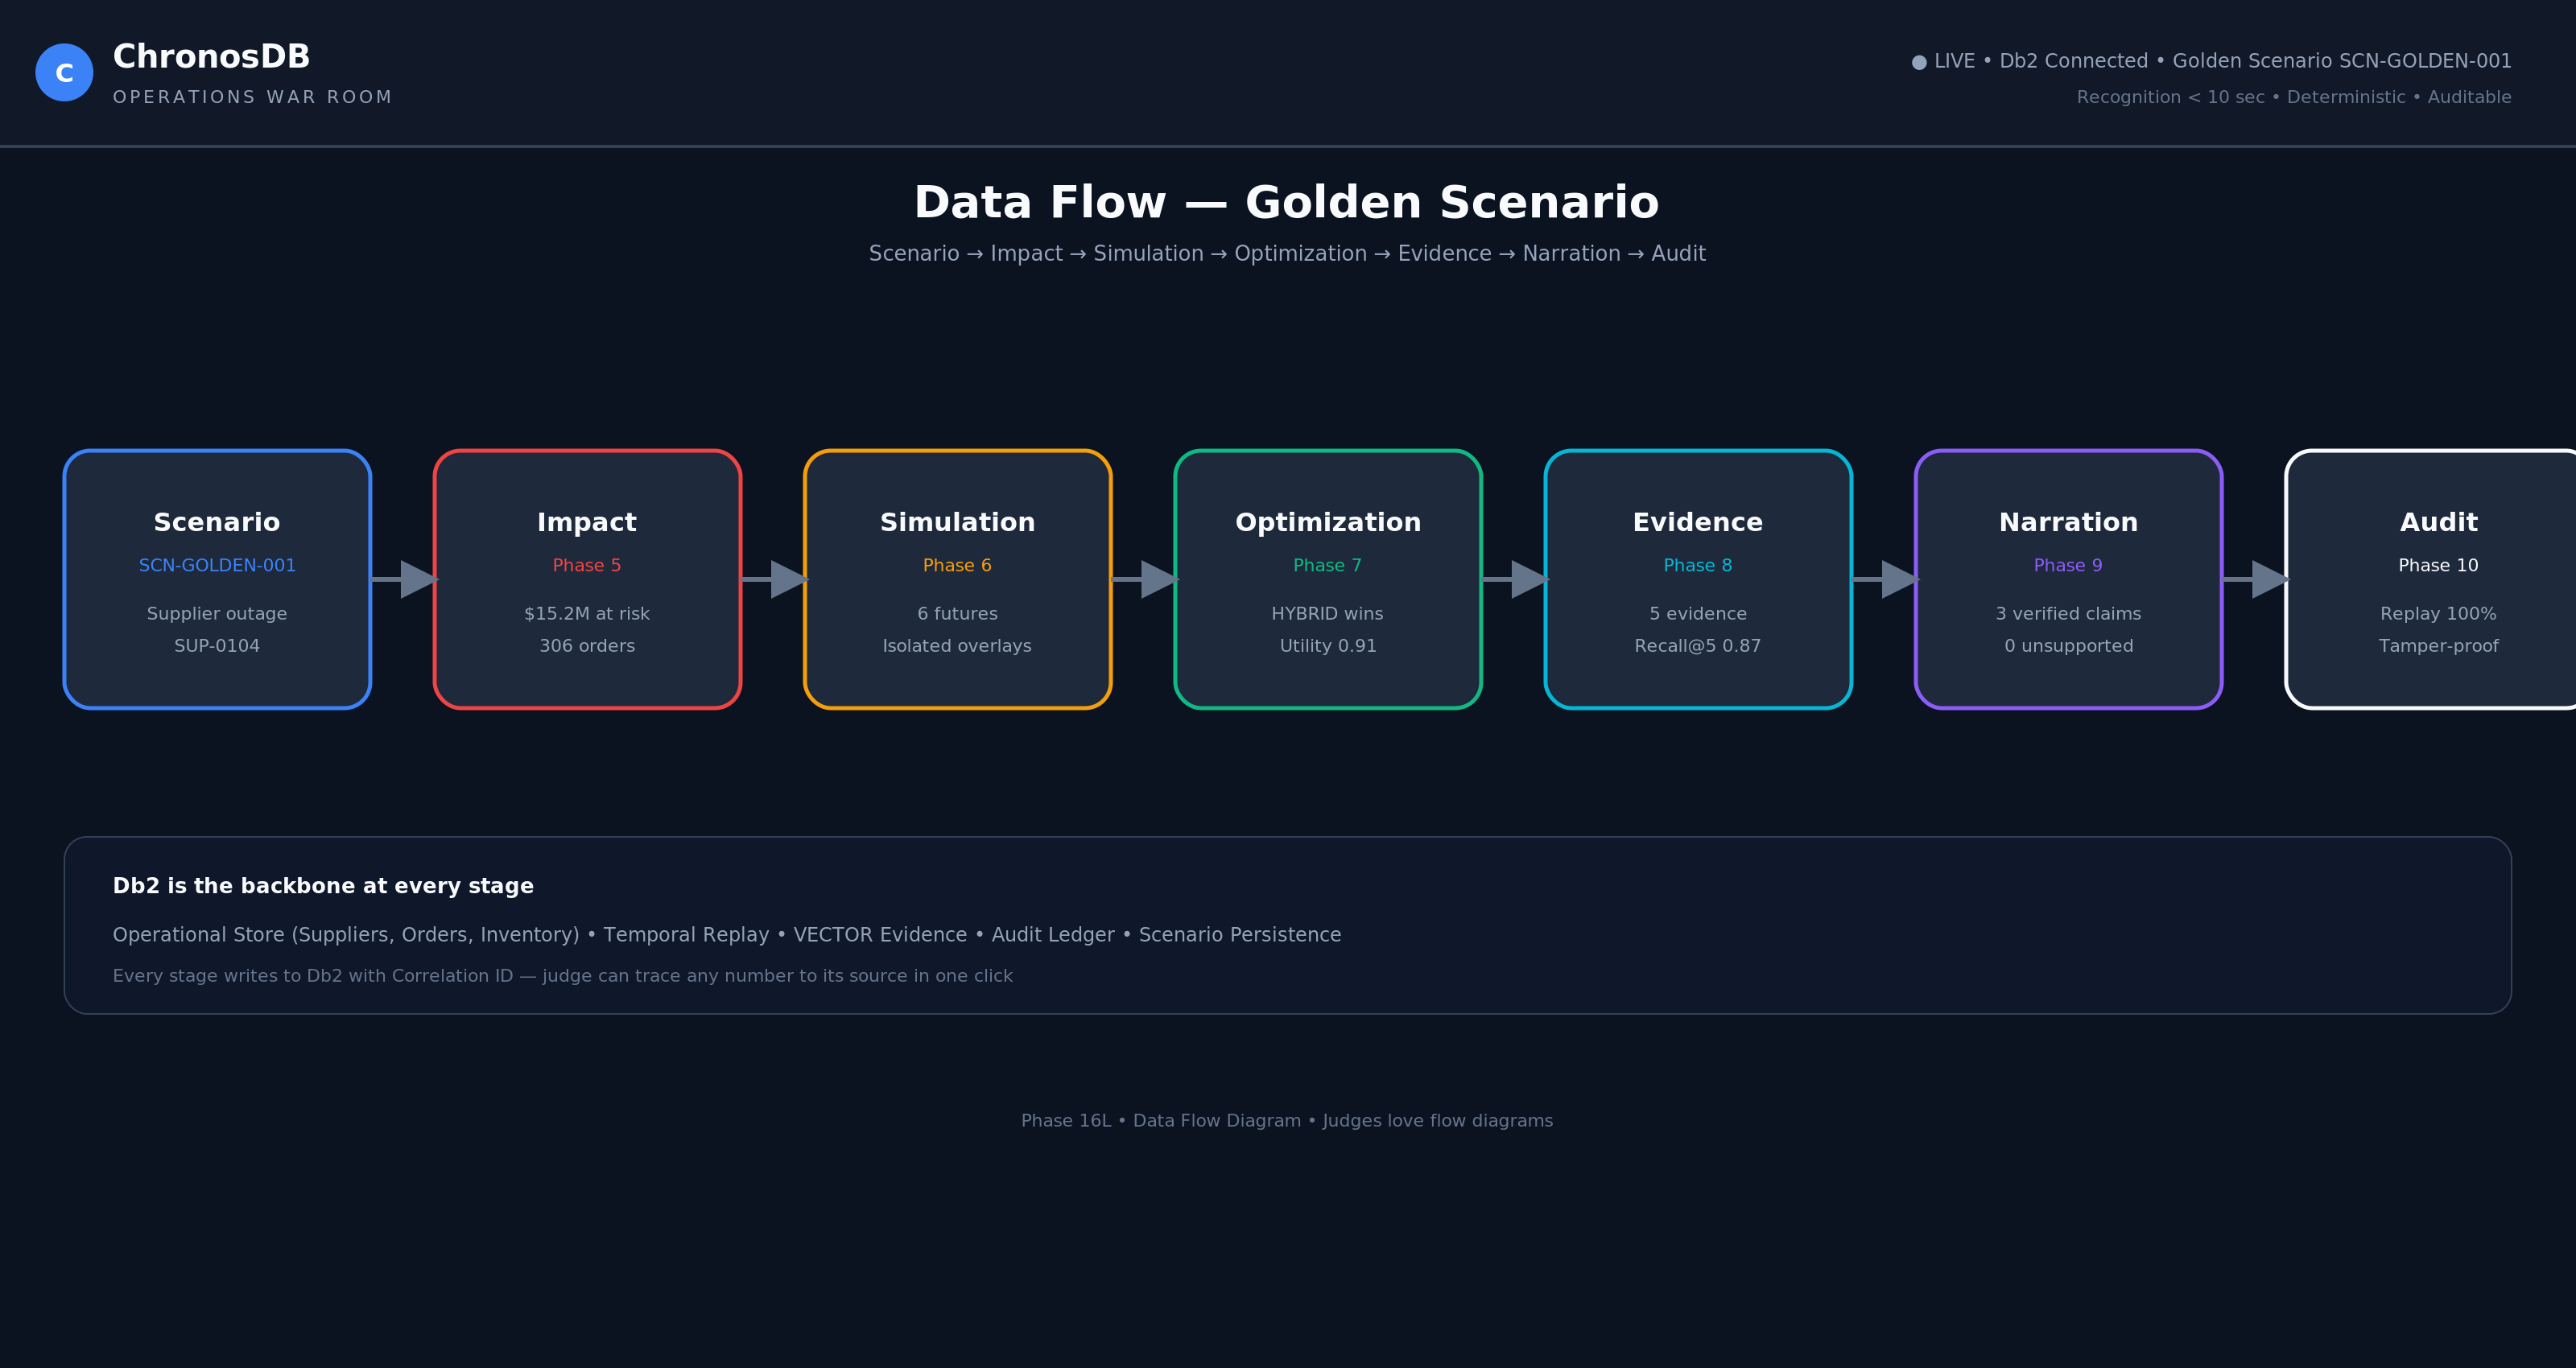 C
ChronosDB
OPERATIONS WAR ROOM
● LIVE • Db2 Connected • Golden Scenario SCN-GOLDEN-001
Recognition < 10 sec • Deterministic • Auditable
Data Flow — Golden Scenario
Scenario → Impact → Simulation → Optimization → Evidence → Narration → Audit
Scenario
SCN-GOLDEN-001
Supplier outage
SUP-0104
Impact
Phase 5
$15.2M at risk
306 orders
Simulation
Phase 6
6 futures
Isolated overlays
Optimization
Phase 7
HYBRID wins
Utility 0.91
Evidence
Phase 8
5 evidence
Recall@5 0.87
Narration
Phase 9
3 verified claims
0 unsupported
Audit
Phase 10
Replay 100%
Tamper-proof
Db2 is the backbone at every stage
Operational Store (Suppliers, Orders, Inventory) • Temporal Replay • VECTOR Evidence • Audit Ledger • Scenario Persistence
Every stage writes to Db2 with Correlation ID — judge can trace any number to its source in one click
Phase 16L • Data Flow Diagram • Judges love flow diagrams